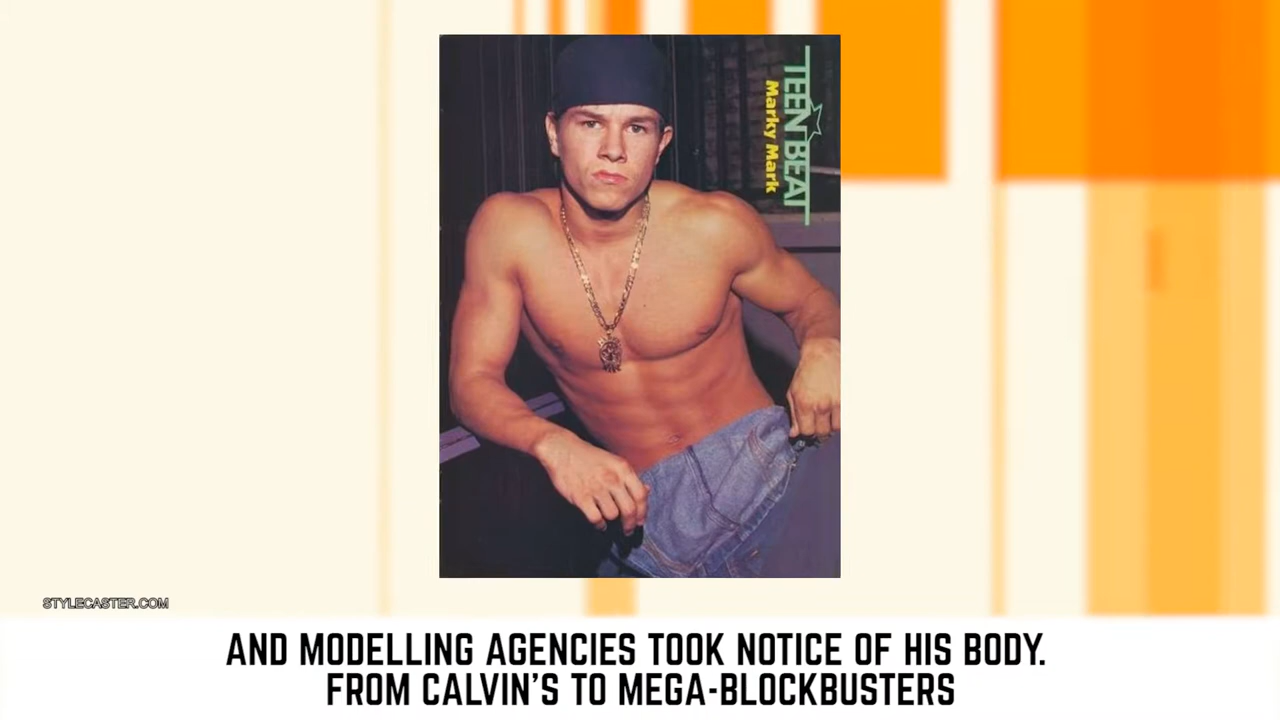 TEEN BEAT
Marky Mark
STYLECASTER.COM
AND MODELLING AGENCIES TOOK NOTICE OF HIS BODY.
FROM CALVIN'S TO MEGA-BLOCKBUSTERS